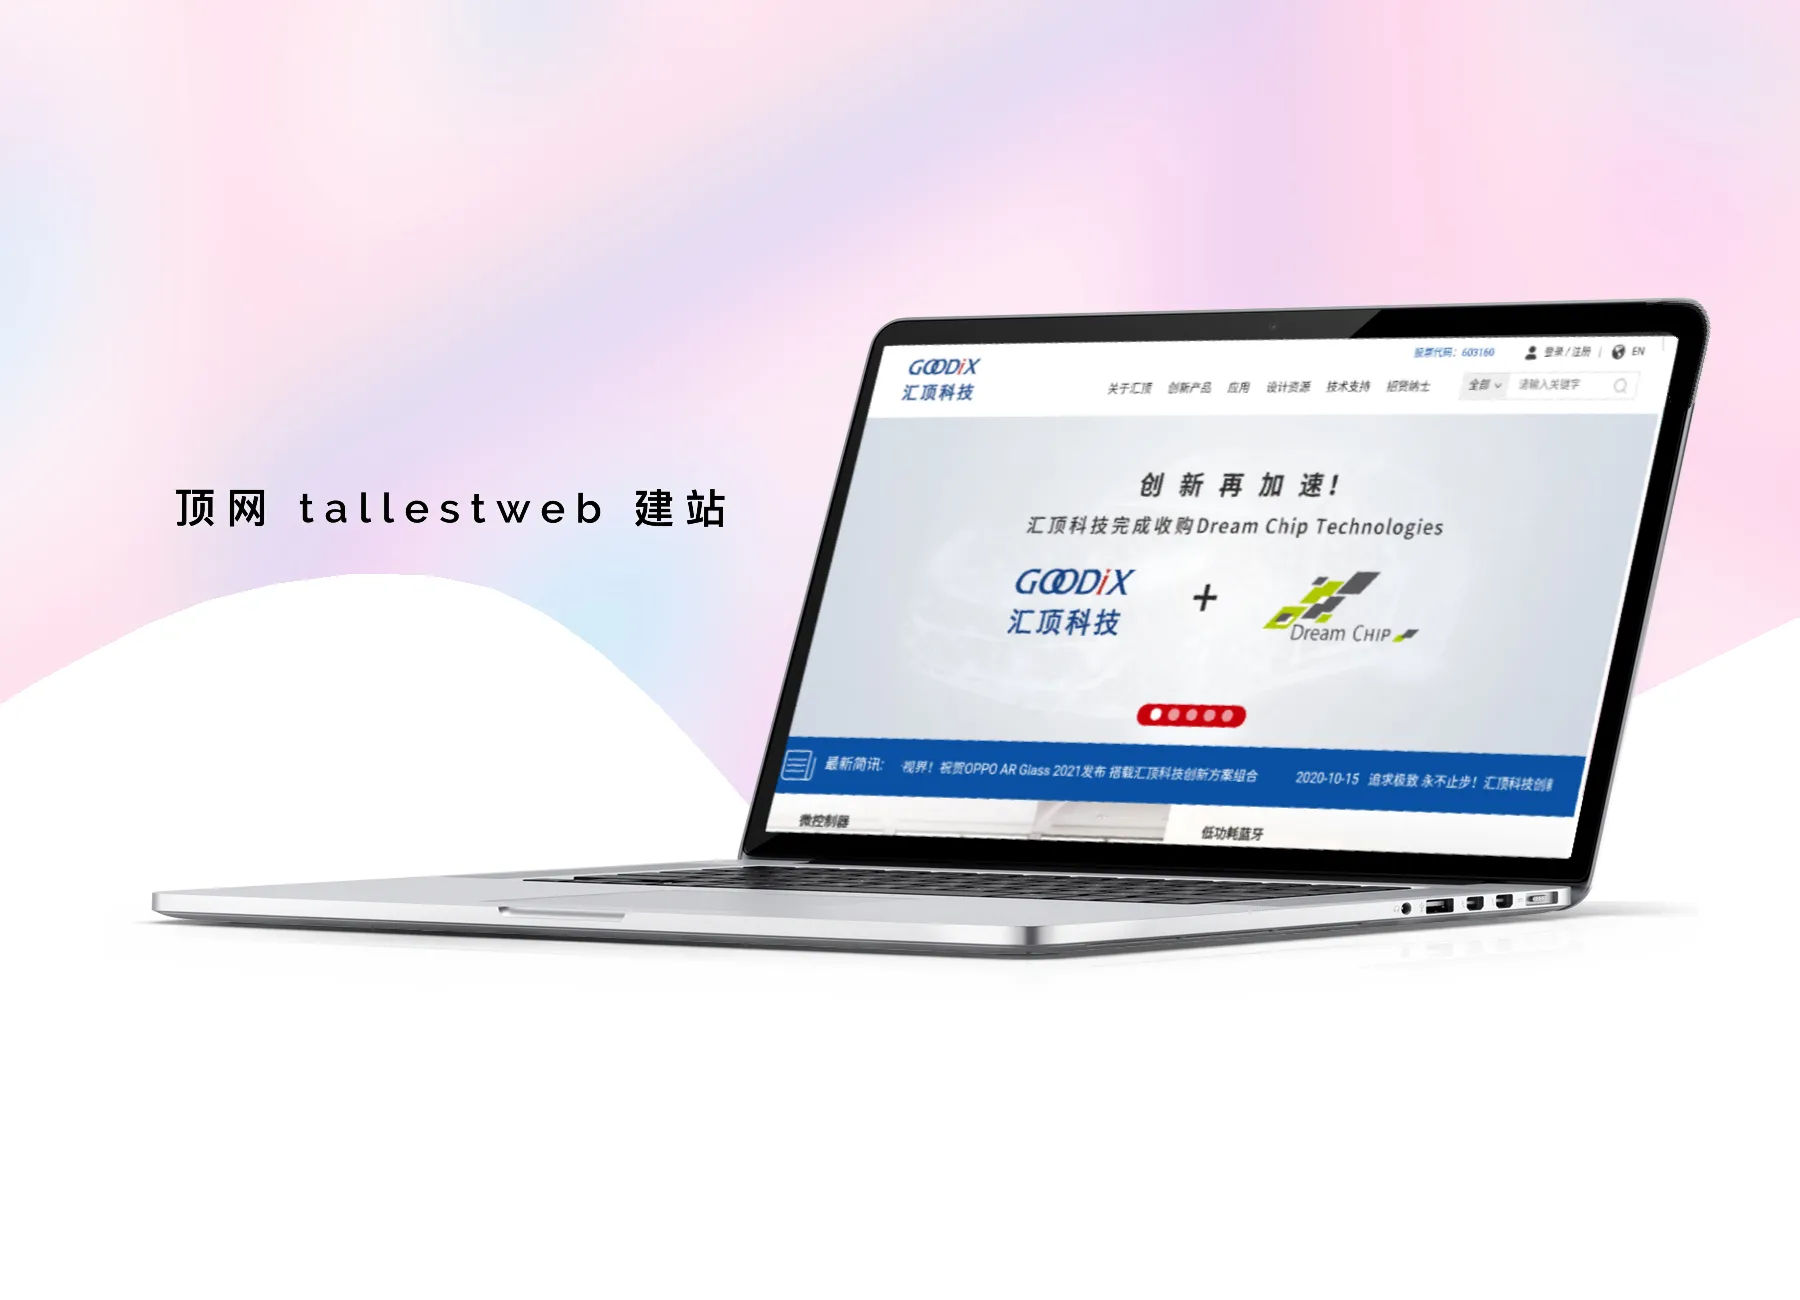 顶网 tallestweb 建站
GOODiX
汇顶科技
股票代码：603160
登录/注册 | EN
关于汇顶 创新产品 应用 设计资源 技术支持 招贤纳士
全部 请输入关键字
创新再加速!
汇顶科技完成收购Dream Chip Technologies
GOODiX
汇顶科技
+
Dream CHIP
最新简讯: 视界！祝贺OPPO AR Glass 2021发布 搭载汇顶科技创新方案组合 2020-10-15 追求极致 永不止步！汇顶科技创
微控制器
低功耗蓝牙